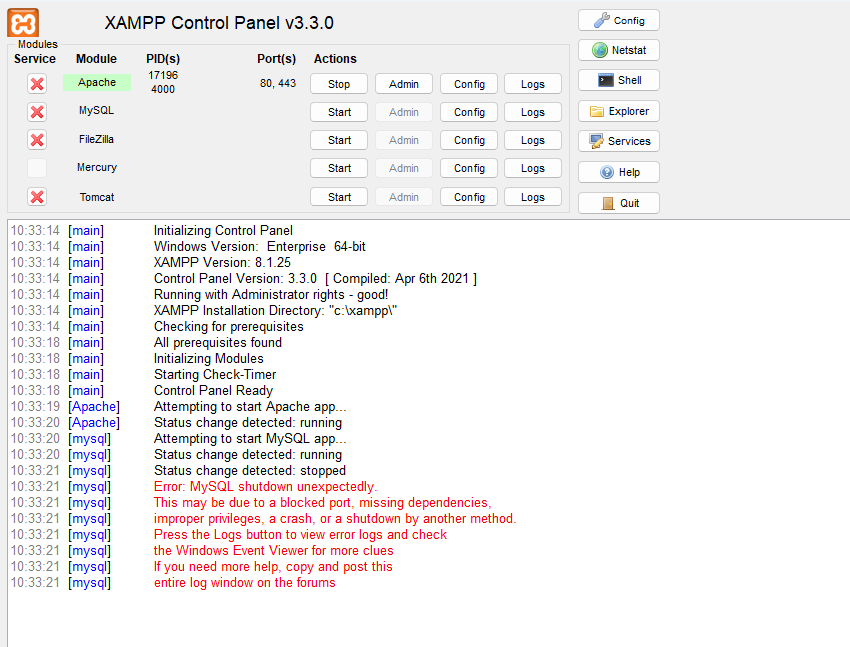 XAMPP Control Panel v3.3.0
Config
Modules
Service Module PID(s) Port(s) Actions
Netstat
Apache 17196 4000 80, 443 Stop Admin Config Logs
Shell
MySQL Start Admin Config Logs
Explorer
FileZilla Start Admin Config Logs
Services
Mercury Start Admin Config Logs
Help
Tomcat Start Admin Config Logs
Quit
10:33:14 [main] Initializing Control Panel
10:33:14 [main] Windows Version: Enterprise 64-bit
10:33:14 [main] XAMPP Version: 8.1.25
10:33:14 [main] Control Panel Version: 3.3.0 [ Compiled: Apr 6th 2021 ]
10:33:14 [main] Running with Administrator rights - good!
10:33:14 [main] XAMPP Installation Directory: "c:\xampp\"
10:33:14 [main] Checking for prerequisites
10:33:18 [main] All prerequisites found
10:33:18 [main] Initializing Modules
10:33:18 [main] Starting Check-Timer
10:33:18 [main] Control Panel Ready
10:33:19 [Apache] Attempting to start Apache app...
10:33:20 [Apache] Status change detected: running
10:33:20 [mysql] Attempting to start MySQL app...
10:33:20 [mysql] Status change detected: running
10:33:21 [mysql] Status change detected: stopped
10:33:21 [mysql] Error: MySQL shutdown unexpectedly.
10:33:21 [mysql] This may be due to a blocked port, missing dependencies,
10:33:21 [mysql] improper privileges, a crash, or a shutdown by another method.
10:33:21 [mysql] Press the Logs button to view error logs and check
10:33:21 [mysql] the Windows Event Viewer for more clues
10:33:21 [mysql] If you need more help, copy and post this
10:33:21 [mysql] entire log window on the forums